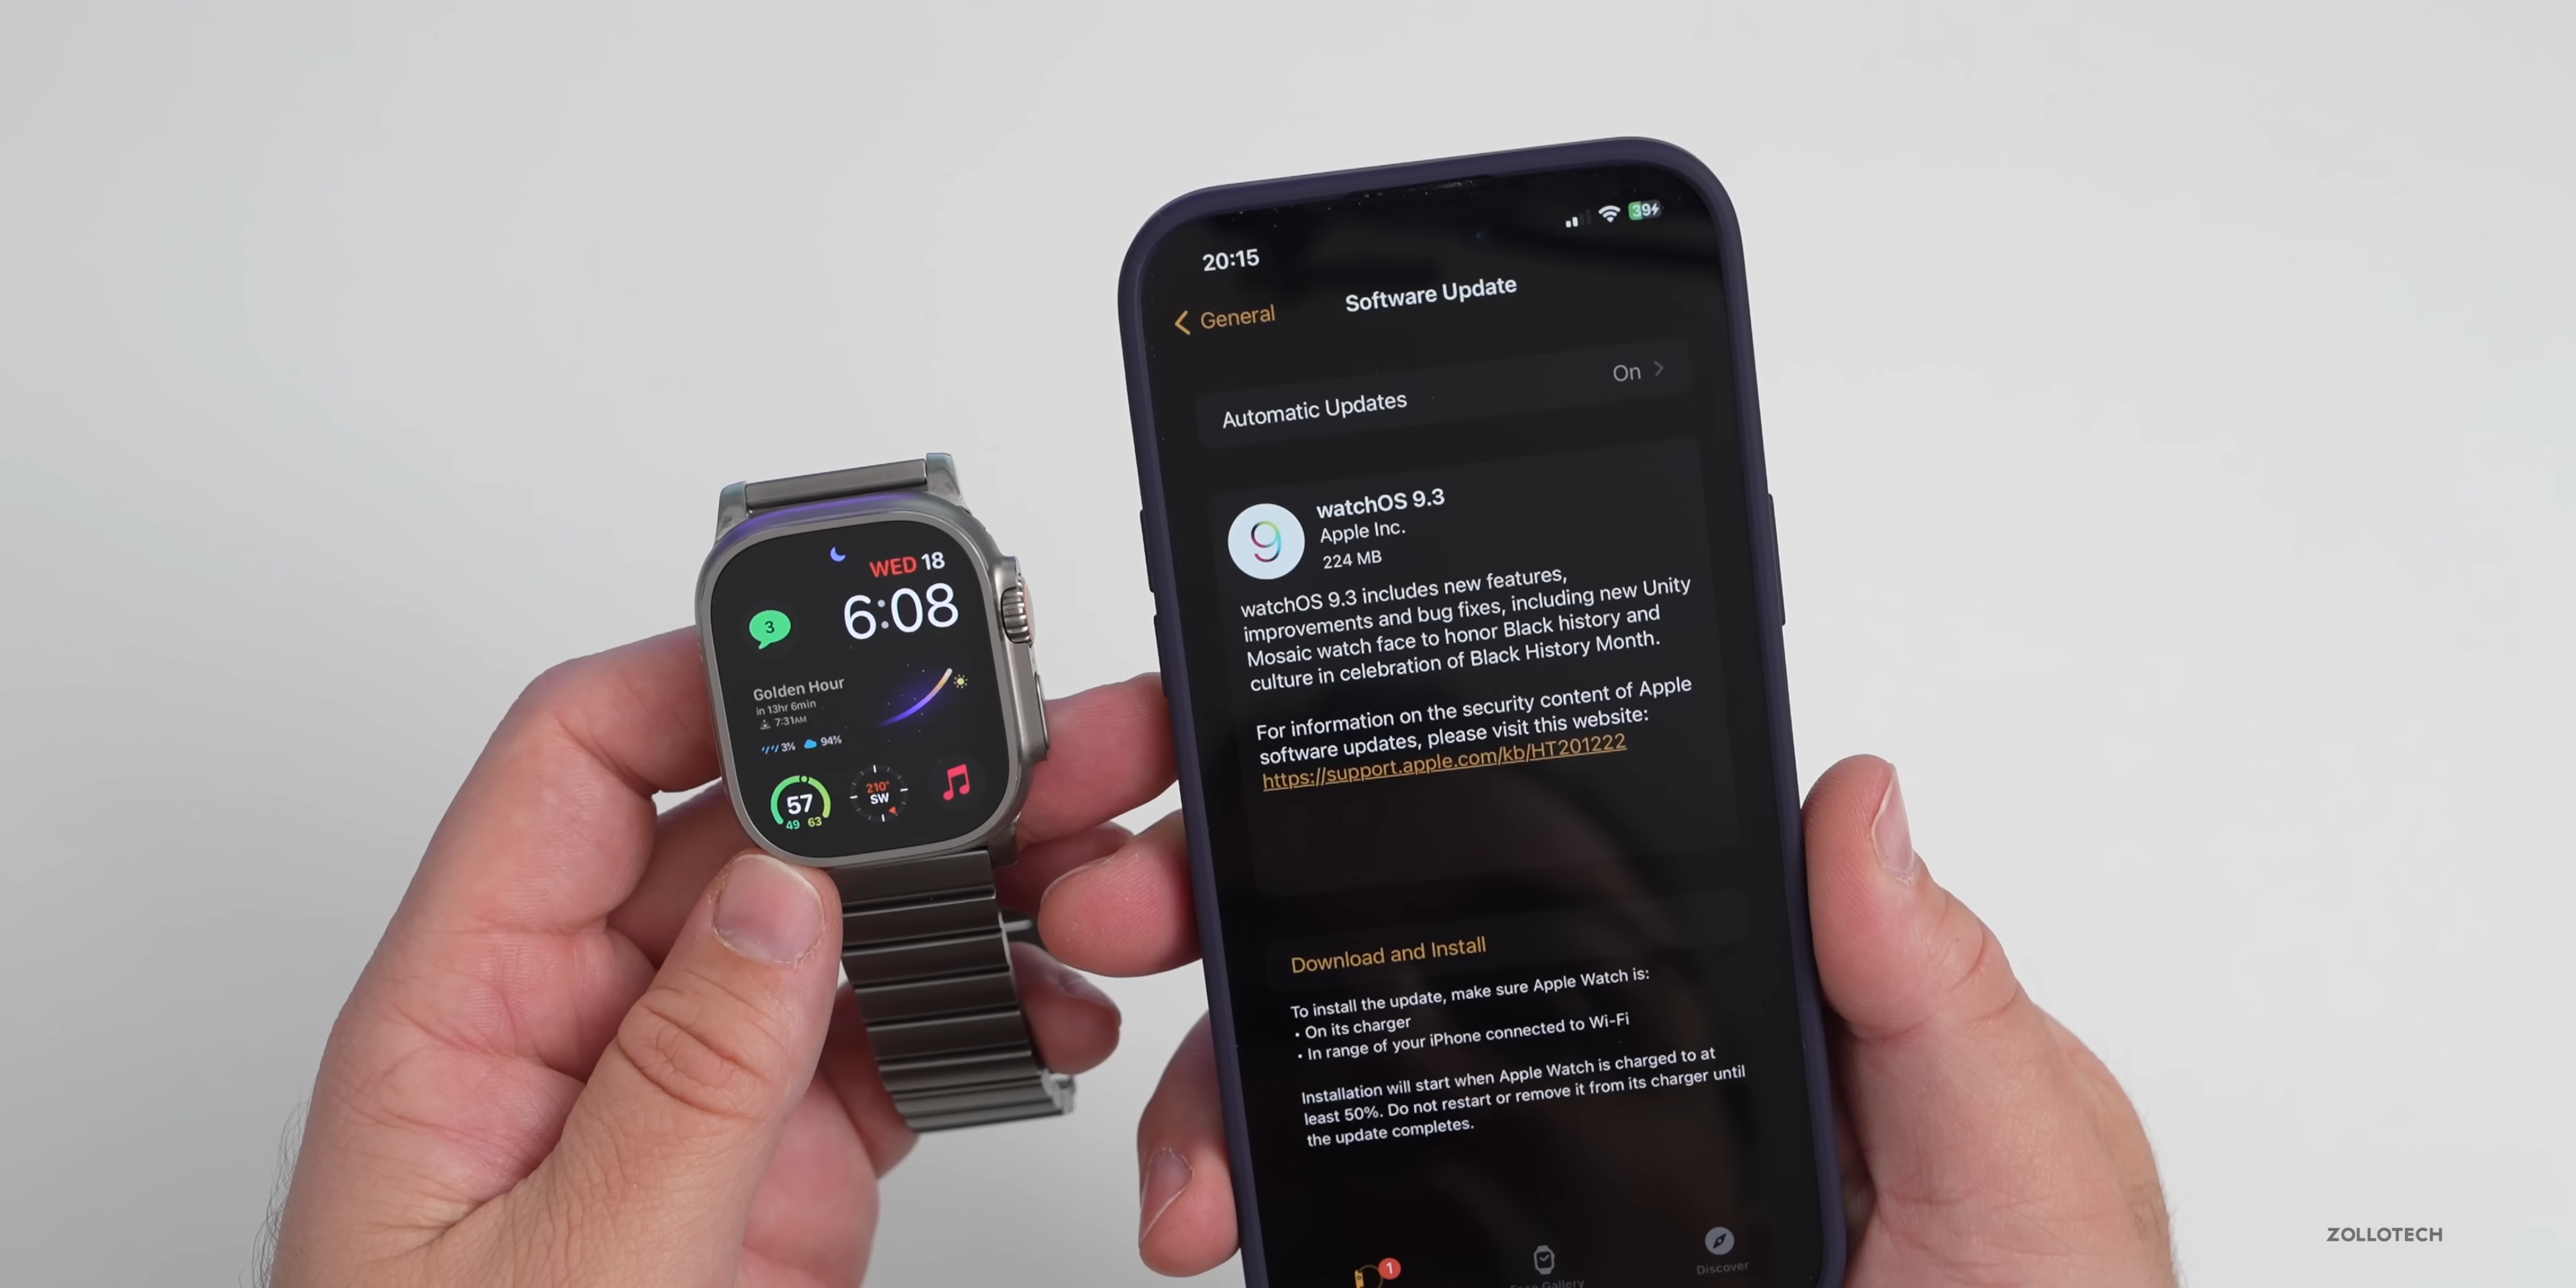 WED 18
6:08
3
Golden Hour
in 13hr 6min
7:31AM
3% 94%
57
49 63
210°
SW
20:15
39
General
Software Update
Automatic Updates
On
9
watchOS 9.3
Apple Inc.
224 MB
watchOS 9.3 includes new features,
improvements and bug fixes, including new Unity
Mosaic watch face to honor Black history and
culture in celebration of Black History Month.
For information on the security content of Apple
software updates, please visit this website:
https://support.apple.com/kb/HT201222
Download and Install
To install the update, make sure Apple Watch is:
• On its charger
• In range of your iPhone connected to Wi-Fi
Installation will start when Apple Watch is charged to at
least 50%. Do not restart or remove it from its charger until
the update completes.
1
Gallery
Discover
ZOLLOTECH